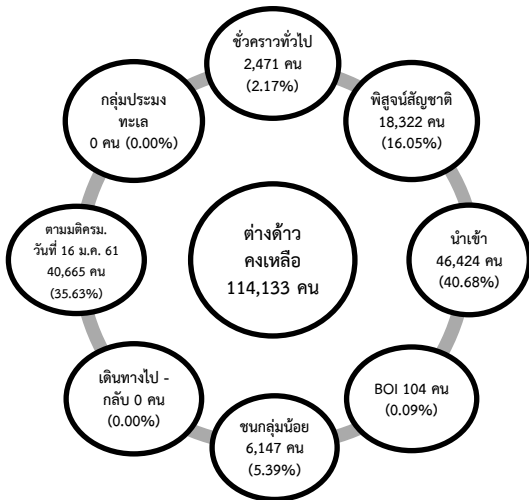 ชั่วคราวทั่วไป
2,471 คน
(2.17%)
พิสูจน์สัญชาติ
18,322 คน
(16.05%)
นำเข้า
46,424 คน
(40.68%)
BOI 104 คน
(0.09%)
ชนกลุ่มน้อย
6,147 คน
(5.39%)
เดินทางไป -
กลับ 0 คน
(0.00%)
ตามมติครม.
วันที่ 16 ม.ค. 61
40,665 คน
(35.63%)
กลุ่มประมง
ทะเล
0 คน (0.00%)
ต่างด้าว
คงเหลือ
114,133 คน